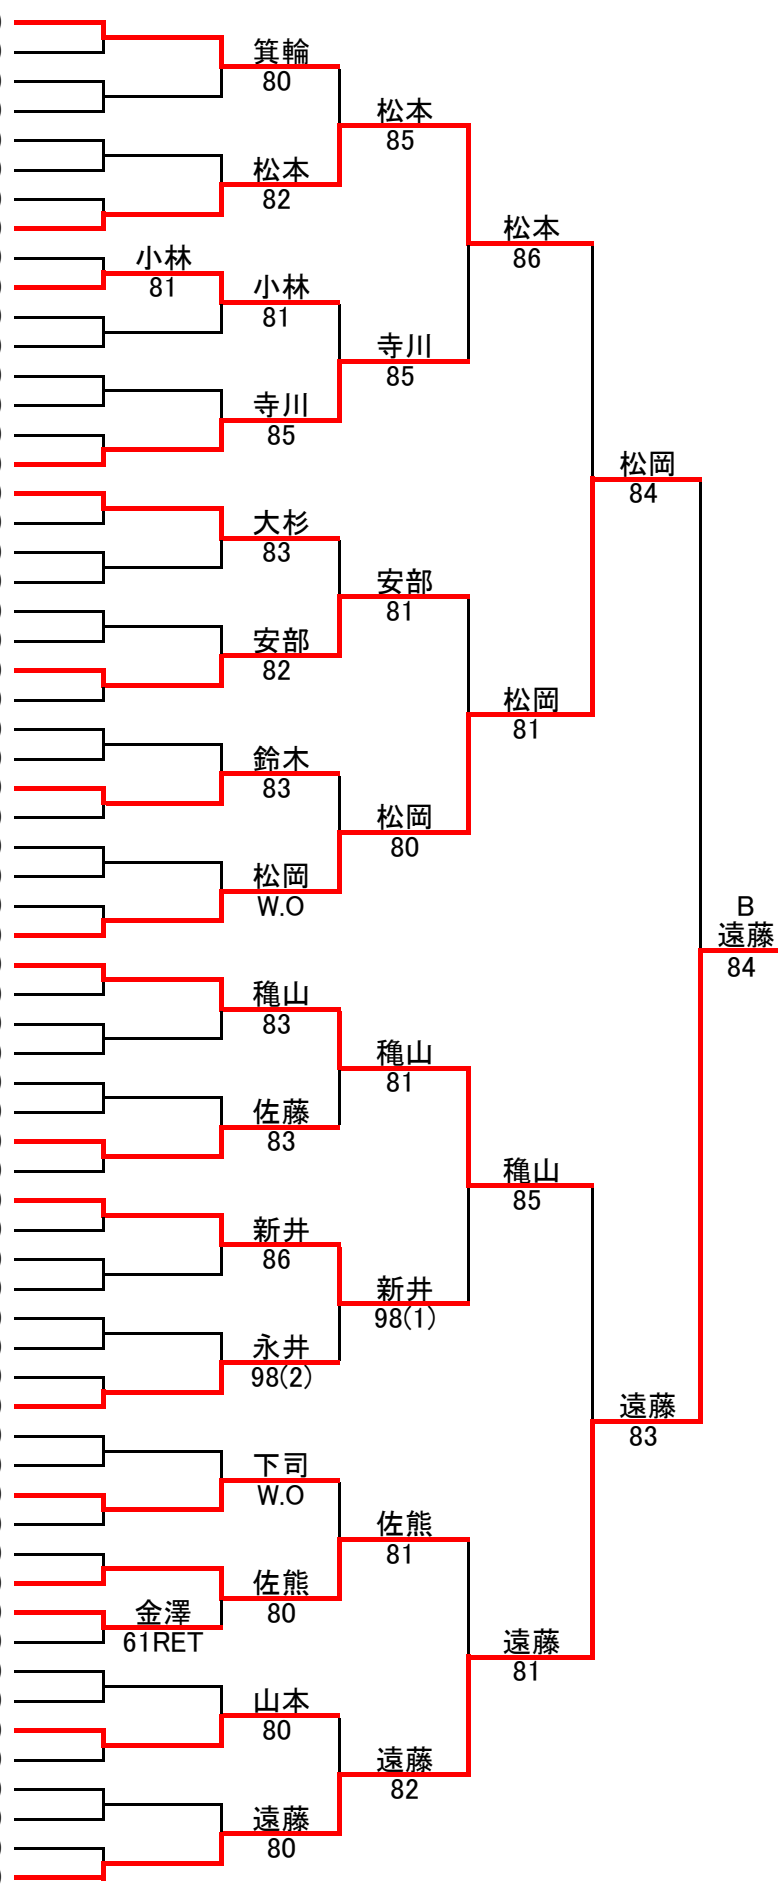 箕輪
80
松本
85
松本
82
松本
86
小林
81
小林
81
寺川
85
寺川
85
松岡
84
大杉
83
安部
81
安部
82
松岡
81
鈴木
83
松岡
80
松岡
W.O
B
遠藤
84
穐山
83
穐山
81
佐藤
83
穐山
85
新井
86
新井
98(1)
永井
98(2)
遠藤
83
下司
W.O
佐熊
81
佐熊
80
金澤
61RET
遠藤
81
山本
80
遠藤
82
遠藤
80